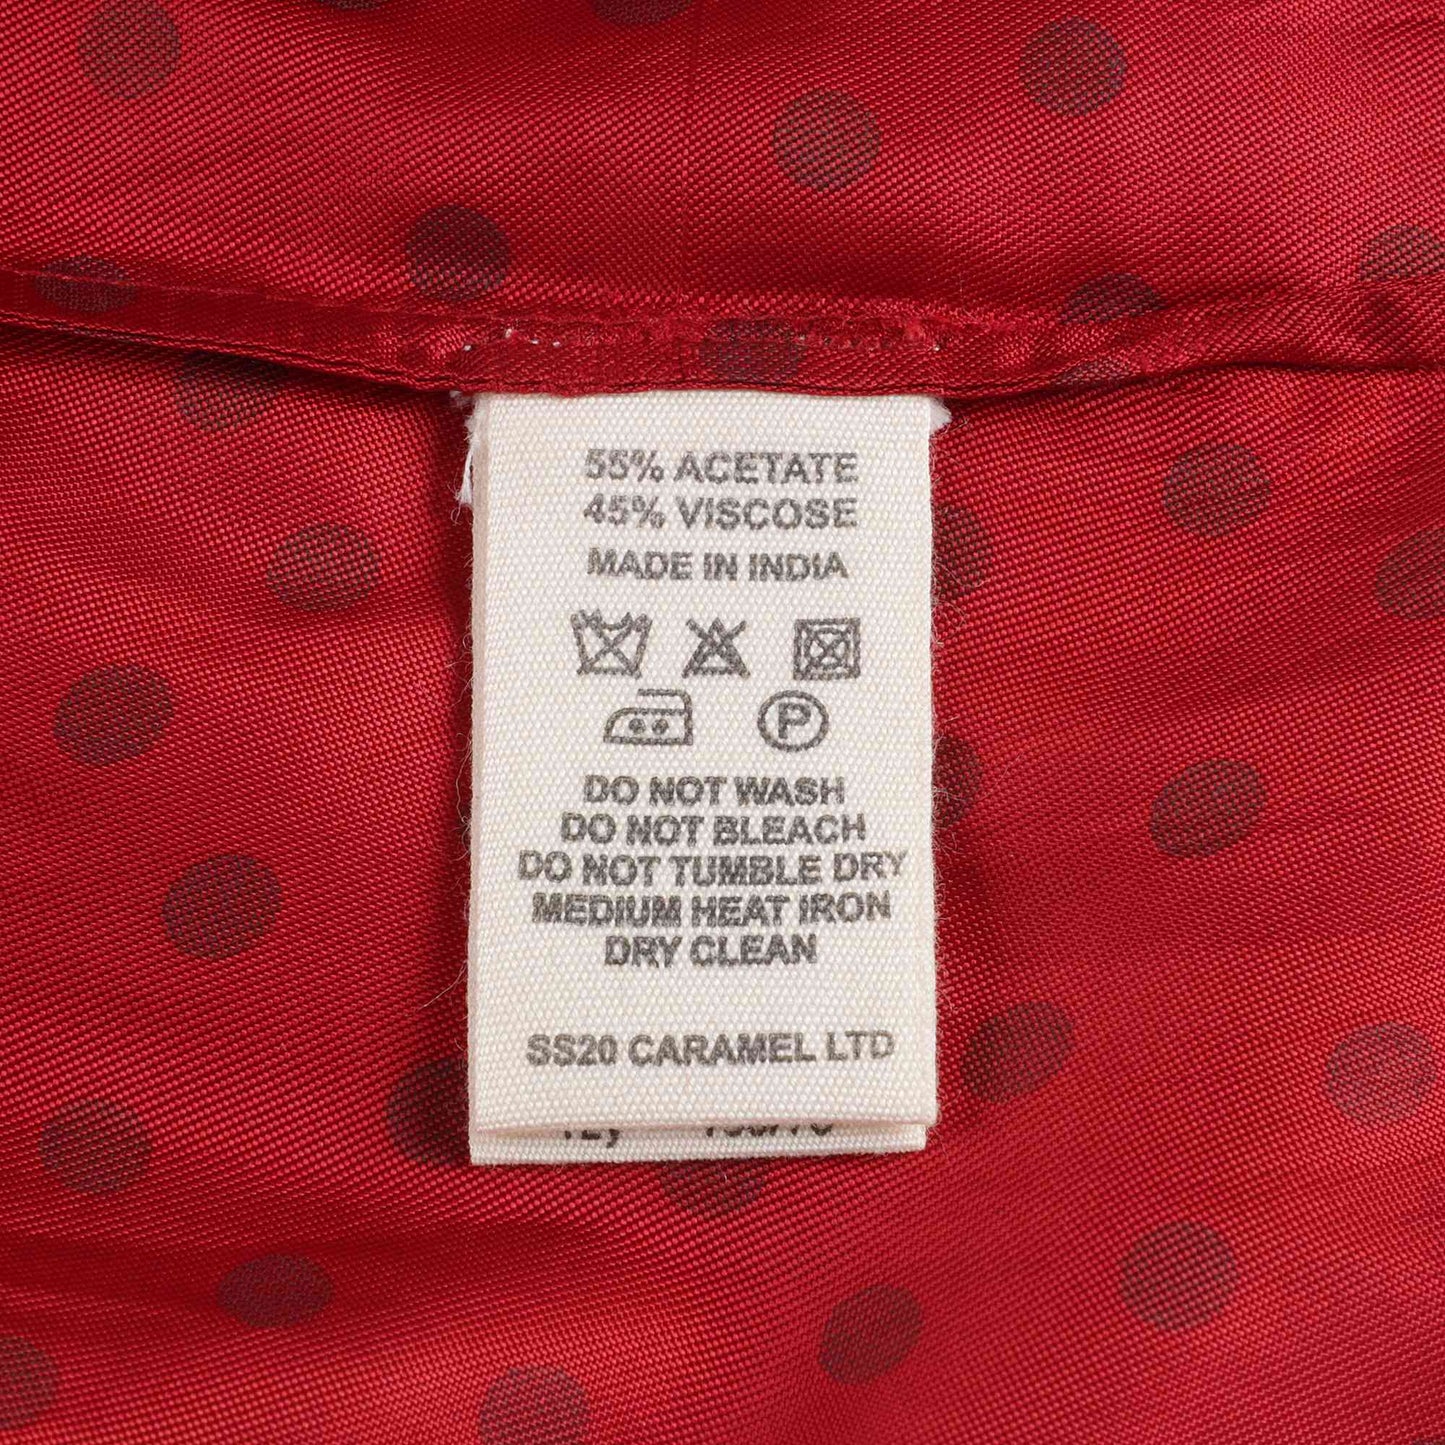 55% ACETATE
45% VISCOSE
MADE IN INDIA
P
DO NOT WASH
DO NOT BLEACH
DO NOT TUMBLE DRY
MEDIUM HEAT IRON
DRY CLEAN
SS20 CARAMEL LTD